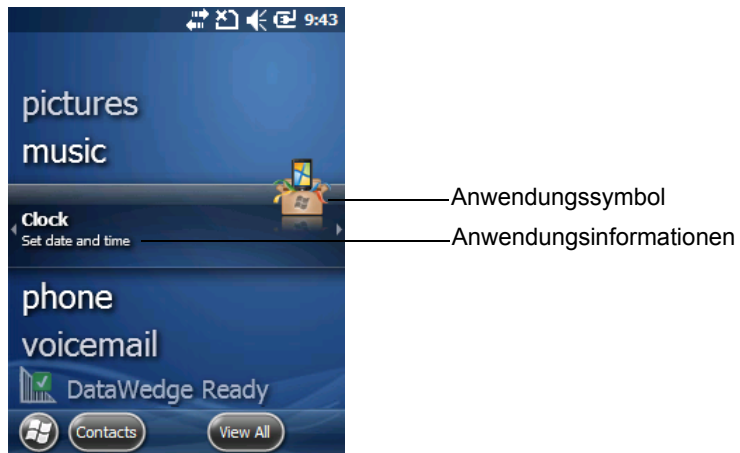 9:43
pictures
music
Anwendungssymbol
Clock
Set date and time
Anwendungsinformationen
phone
voicemail
DataWedge Ready
Contacts
View All